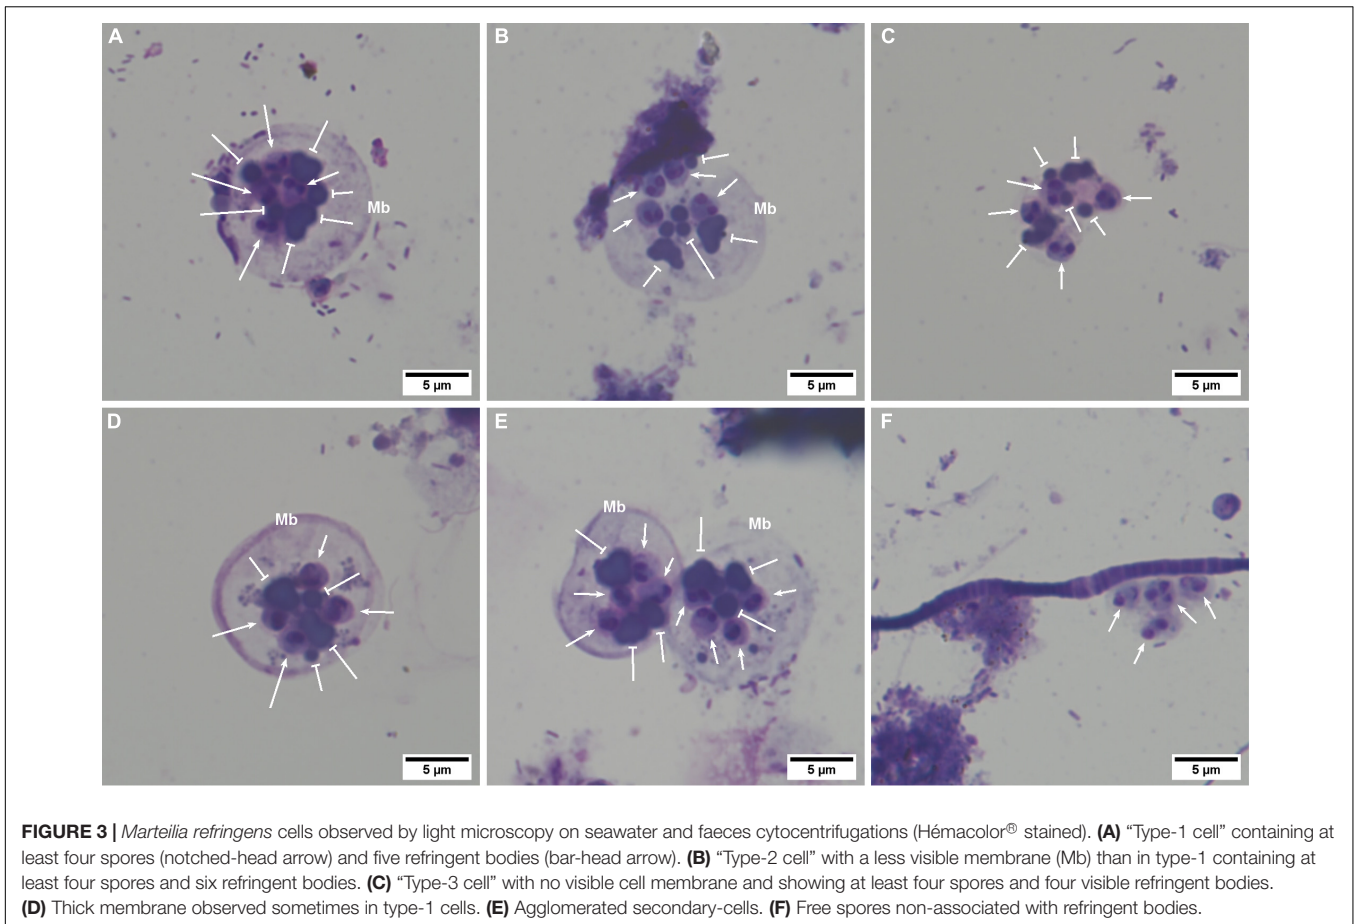 A
B
C
Mb
Mb
5 µm
5 µm
5 µm
D
E
F
Mb
Mb
Mb
5 µm
5 µm
5 µm
FIGURE 3 | Marteilia refringens cells observed by light microscopy on seawater and faeces cytocentrifugations (Hémacolor® stained). (A) “Type-1 cell” containing at
least four spores (notched-head arrow) and five refringent bodies (bar-head arrow). (B) “Type-2 cell” with a less visible membrane (Mb) than in type-1 containing at
least four spores and six refringent bodies. (C) “Type-3 cell” with no visible cell membrane and showing at least four spores and four visible refringent bodies.
(D) Thick membrane observed sometimes in type-1 cells. (E) Agglomerated secondary-cells. (F) Free spores non-associated with refringent bodies.